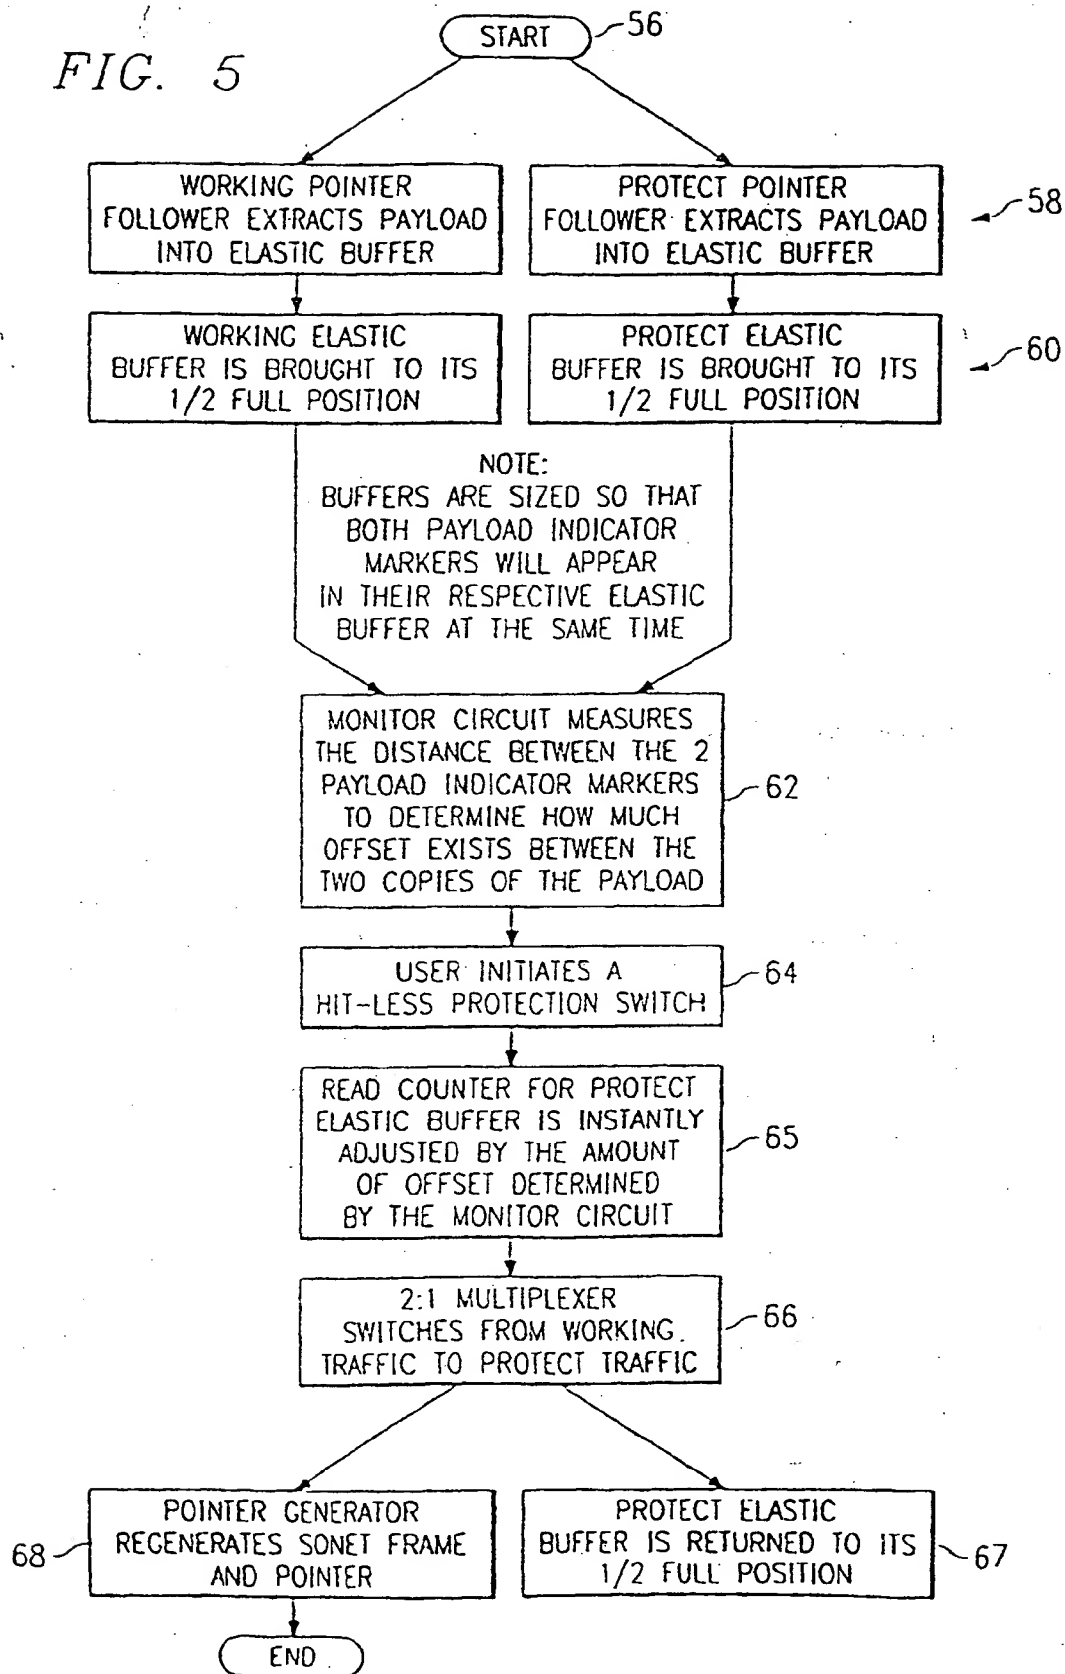 FIG. 5
START
56
WORKING POINTER
FOLLOWER EXTRACTS PAYLOAD
INTO ELASTIC BUFFER
PROTECT POINTER
FOLLOWER EXTRACTS PAYLOAD
INTO ELASTIC BUFFER
58
WORKING ELASTIC
BUFFER IS BROUGHT TO ITS
1/2 FULL POSITION
PROTECT ELASTIC
BUFFER IS BROUGHT TO ITS
1/2 FULL POSITION
60
NOTE:
BUFFERS ARE SIZED SO THAT
BOTH PAYLOAD INDICATOR
MARKERS WILL APPEAR
IN THEIR RESPECTIVE ELASTIC
BUFFER AT THE SAME TIME
MONITOR CIRCUIT MEASURES
THE DISTANCE BETWEEN THE 2
PAYLOAD INDICATOR MARKERS
TO DETERMINE HOW MUCH
OFFSET EXISTS BETWEEN THE
TWO COPIES OF THE PAYLOAD
62
USER INITIATES A
HIT-LESS PROTECTION SWITCH
64
READ COUNTER FOR PROTECT
ELASTIC BUFFER IS INSTANTLY
ADJUSTED BY THE AMOUNT
OF OFFSET DETERMINED
BY THE MONITOR CIRCUIT
65
2:1 MULTIPLEXER
SWITCHES FROM WORKING
TRAFFIC TO PROTECT TRAFFIC
66
POINTER GENERATOR
REGENERATES SONET FRAME
AND POINTER
68
PROTECT ELASTIC
BUFFER IS RETURNED TO ITS
1/2 FULL POSITION
67
END